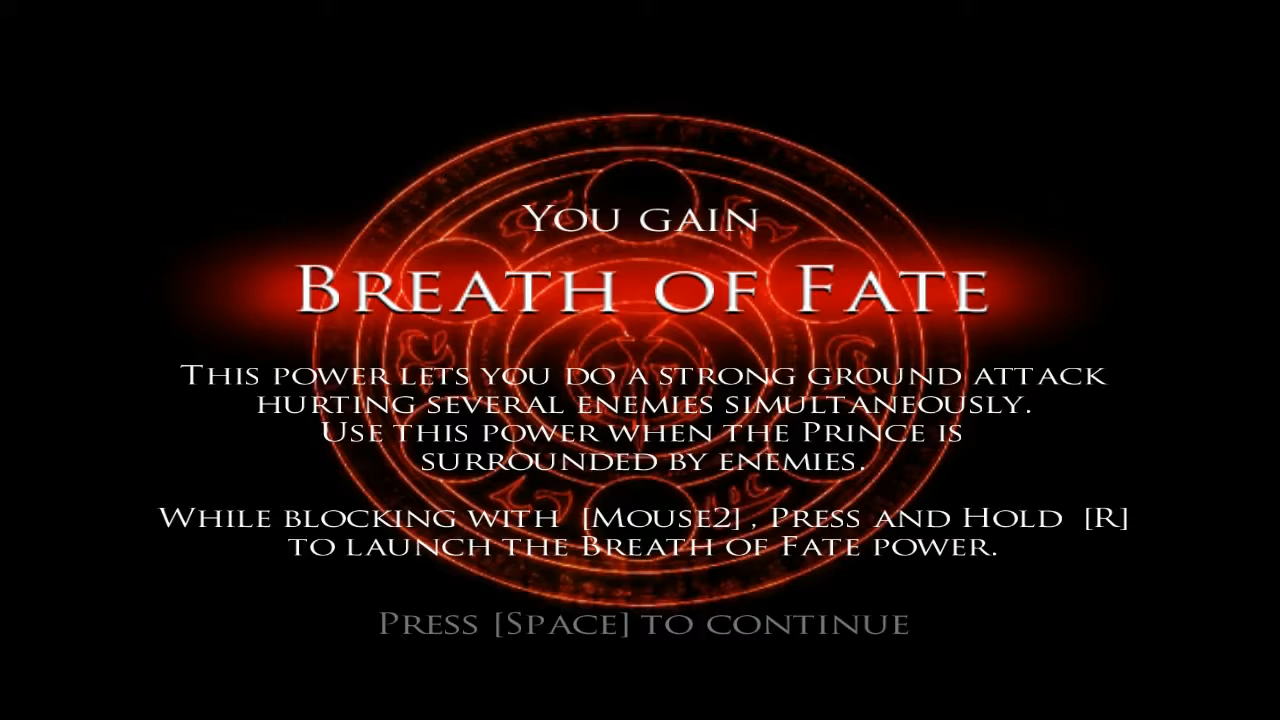 You gain
Breath of Fate
This power lets you do a strong ground attack
hurting several enemies simultaneously.
Use this power when the Prince is
surrounded by enemies.
While blocking with [Mouse2] , Press and Hold [R]
to launch the Breath of Fate power.
Press [Space] to continue